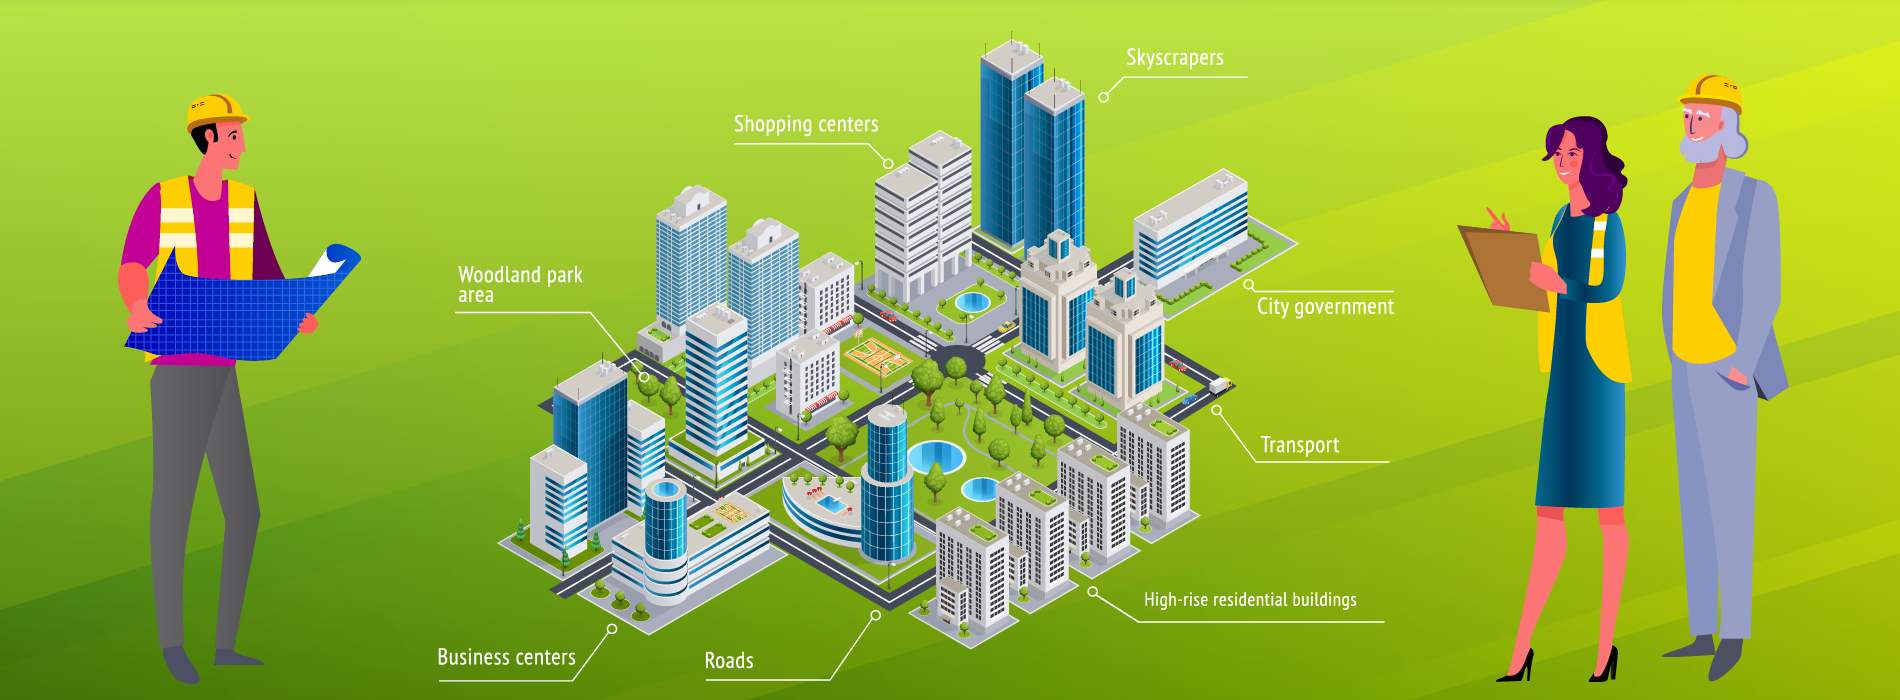 Skyscrapers
Shopping centers
Woodland park
area
City government
Transport
High-rise residential buildings
Business centers
Roads